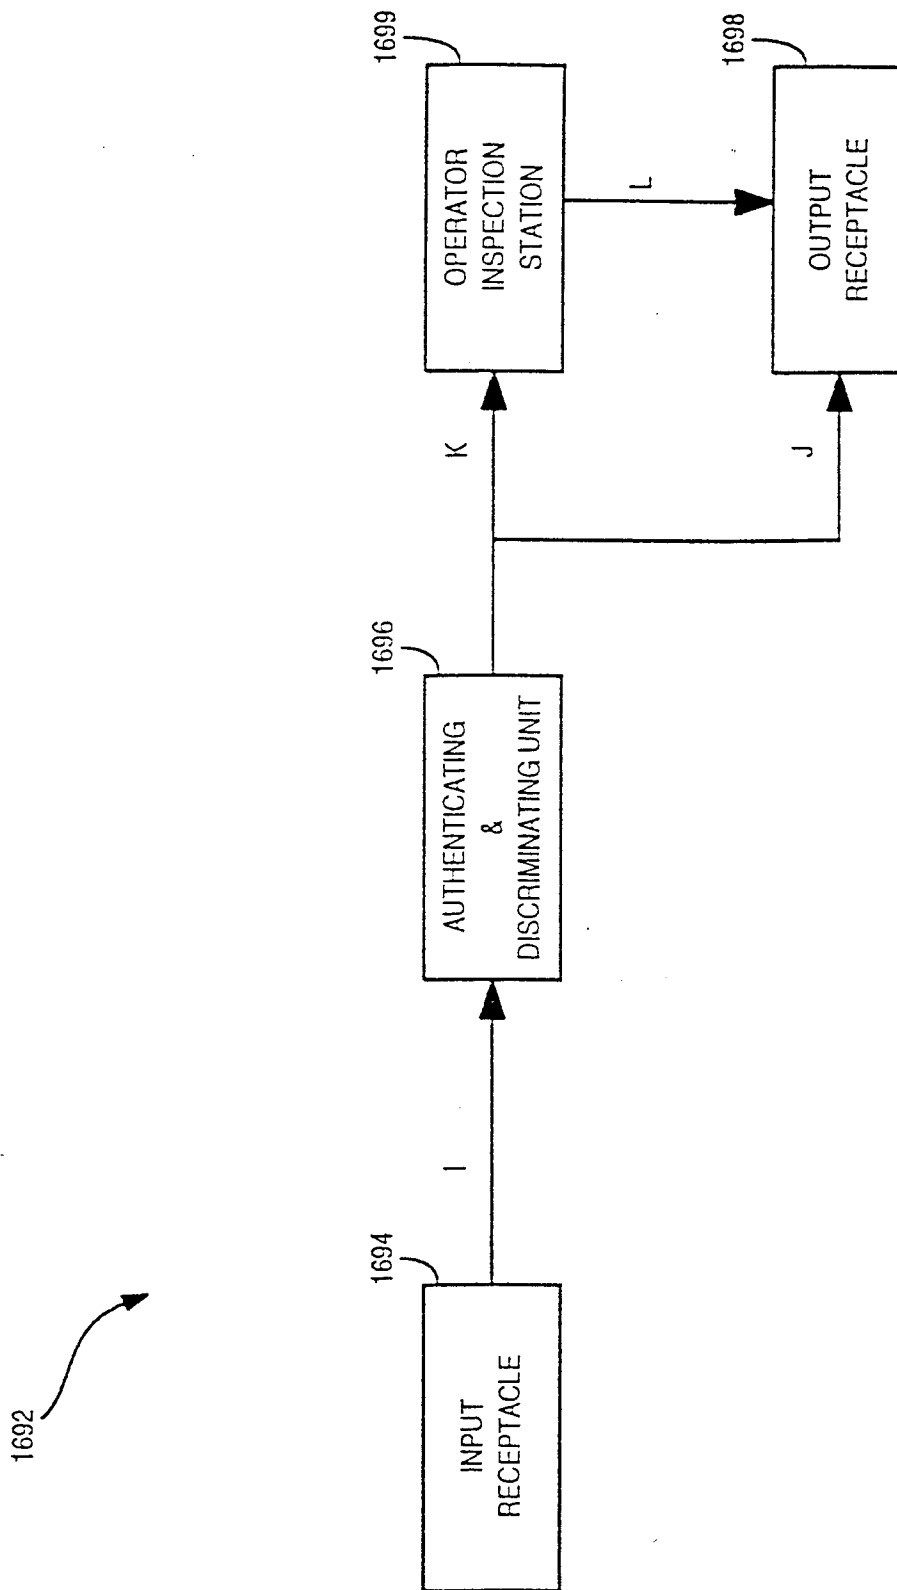 1692
1694
INPUT
RECEPTACLE
I
1696
AUTHENTICATING
&
DISCRIMINATING UNIT
K
J
1699
OPERATOR
INSPECTION
STATION
L
1698
OUTPUT
RECEPTACLE